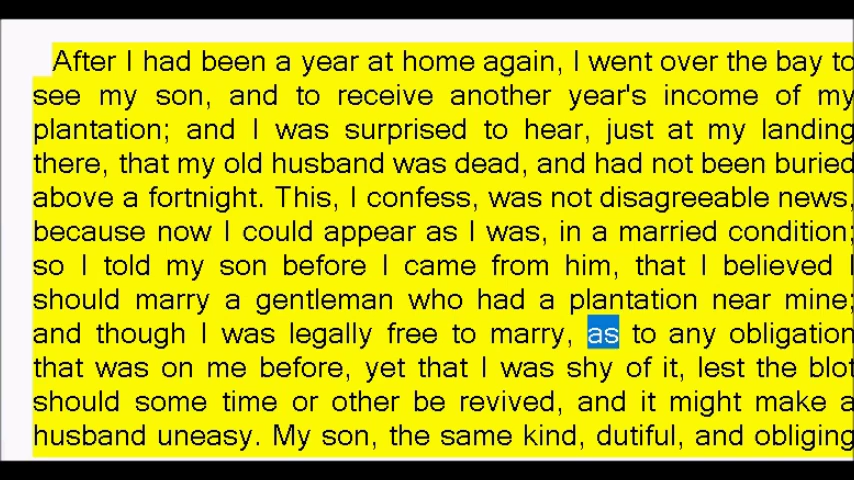 After I had been a year at home again, I went over the bay to
see my son, and to receive another year's income of my
plantation; and I was surprised to hear, just at my landing
there, that my old husband was dead, and had not been buried
above a fortnight. This, I confess, was not disagreeable news,
because now I could appear as I was, in a married condition;
so I told my son before I came from him, that I believed I
should marry a gentleman who had a plantation near mine;
and though I was legally free to marry, as to any obligation
that was on me before, yet that I was shy of it, lest the blot
should some time or other be revived, and it might make a
husband uneasy. My son, the same kind, dutiful, and obliging